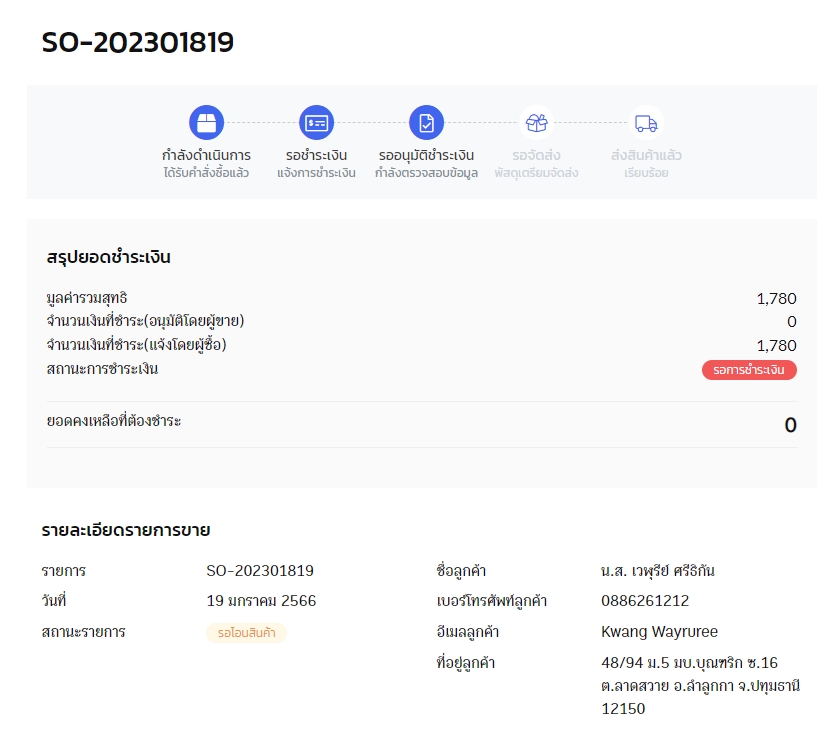 SO-202301819
กำลังดำเนินการ รอชำระเงิน รออนุมัติชำระเงิน รอจัดส่ง ส่งสินค้าแล้ว
ได้รับคำสั่งซื้อแล้ว แจ้งการชำระเงิน กำลังตรวจสอบข้อมูล พัสดุเตรียมจัดส่ง เรียบร้อย
สรุปยอดชำระเงิน
มูลค่ารวมสุทธิ 1,780
จำนวนเงินที่ชำระ(อนุมัติโดยผู้ขาย) 0
จำนวนเงินที่ชำระ(แจ้งโดยผู้ซื้อ) 1,780
สถานะการชำระเงิน รอการชำระเงิน
ยอดคงเหลือที่ต้องชำระ 0
รายละเอียดรายการขาย
รายการ SO-202301819 ชื่อลูกค้า น.ส. เวฬุรีย์ ศรีธิกัน
วันที่ 19 มกราคม 2566 เบอร์โทรศัพท์ลูกค้า 0886261212
สถานะรายการ รอโอนสินค้า อีเมลลูกค้า Kwang Wayruree
ที่อยู่ลูกค้า 48/94 ม.5 มบ.บุณฑริก ซ.16
ต.ลาดสวาย อ.ลำลูกกา จ.ปทุมธานี
12150